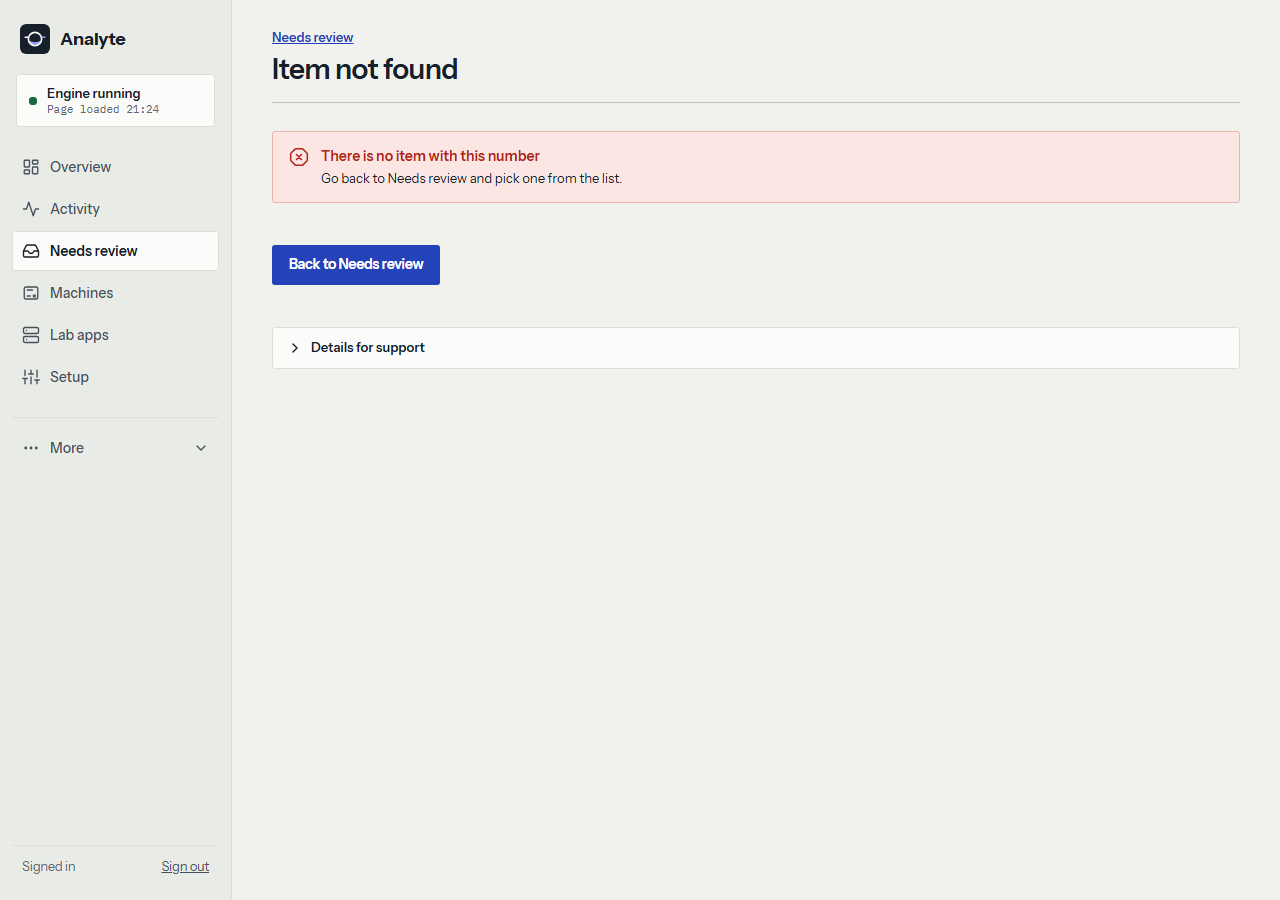 Analyte
Engine running
Page loaded 21:24
Overview
Activity
Needs review
Machines
Lab apps
Setup
More
Signed in
Sign out
Needs review
Item not found
There is no item with this number
Go back to Needs review and pick one from the list.
Back to Needs review
Details for support